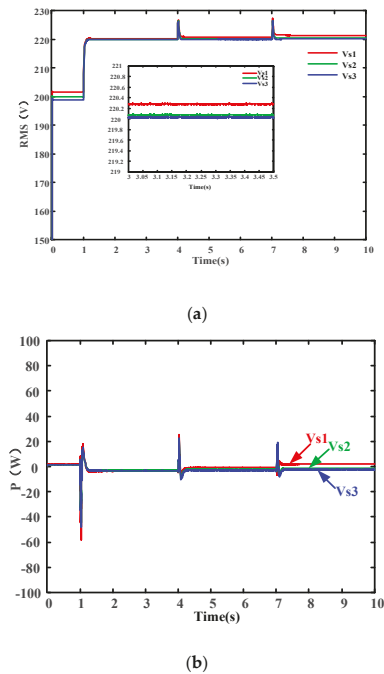 230
220
210
200
190
180
170
160
150
RMS (V)
0 1 2 3 4 5 6 7 8 9 10
Time(s)
Vs1
Vs2
Vs3
221
220.8
220.6
220.4
220.2
220
219.8
219.6
219.4
219.2
219
3 3.05 3.1 3.15 3.2 3.25 3.3 3.35 3.4 3.45 3.5
Time(s)
Vs1
Vs2
Vs3
(a)
100
80
60
40
20
0
-20
-40
-60
-80
-100
P (W)
0 1 2 3 4 5 6 7 8 9 10
Time(s)
Vs1
Vs2
Vs3
(b)